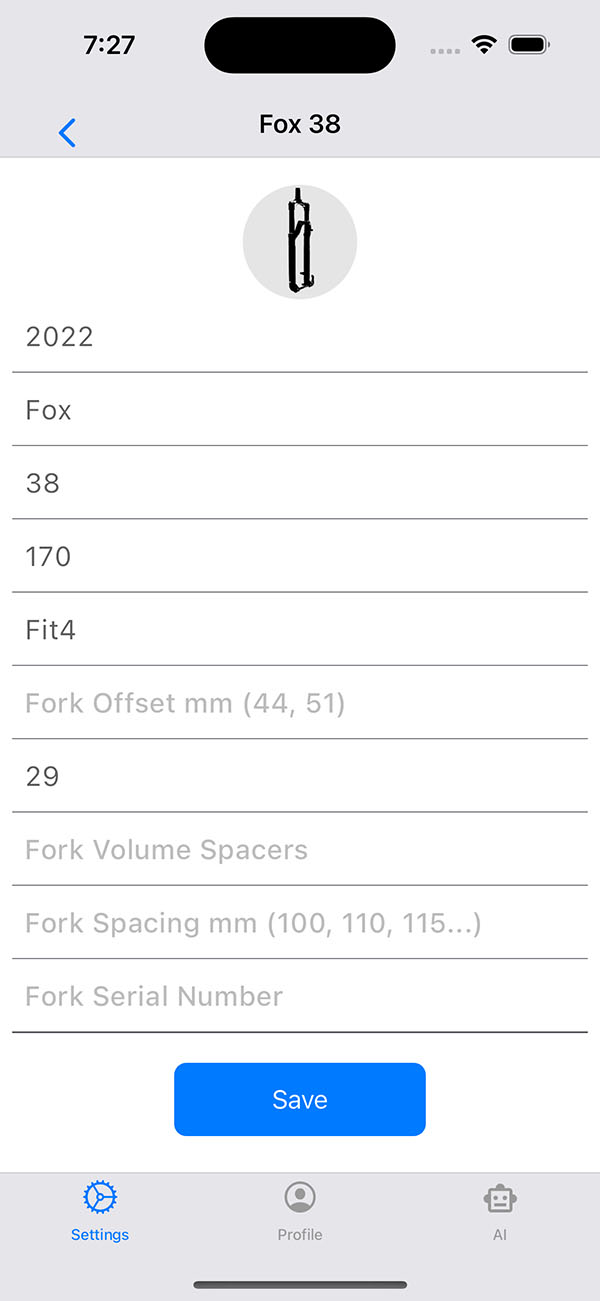 7:27
Fox 38
2022
Fox
38
170
Fit4
Fork Offset mm (44, 51)
29
Fork Volume Spacers
Fork Spacing mm (100, 110, 115...)
Fork Serial Number
Save
Settings
Profile
AI